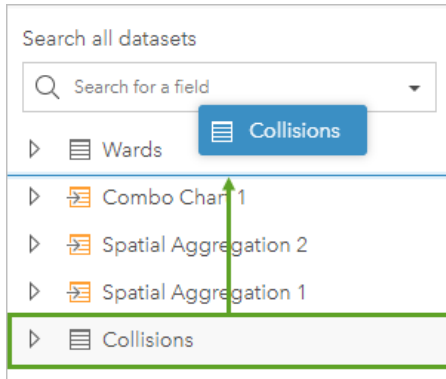 Search all datasets
Search for a field
Collisions
Wards
Combo Chart 1
Spatial Aggregation 2
Spatial Aggregation 1
Collisions